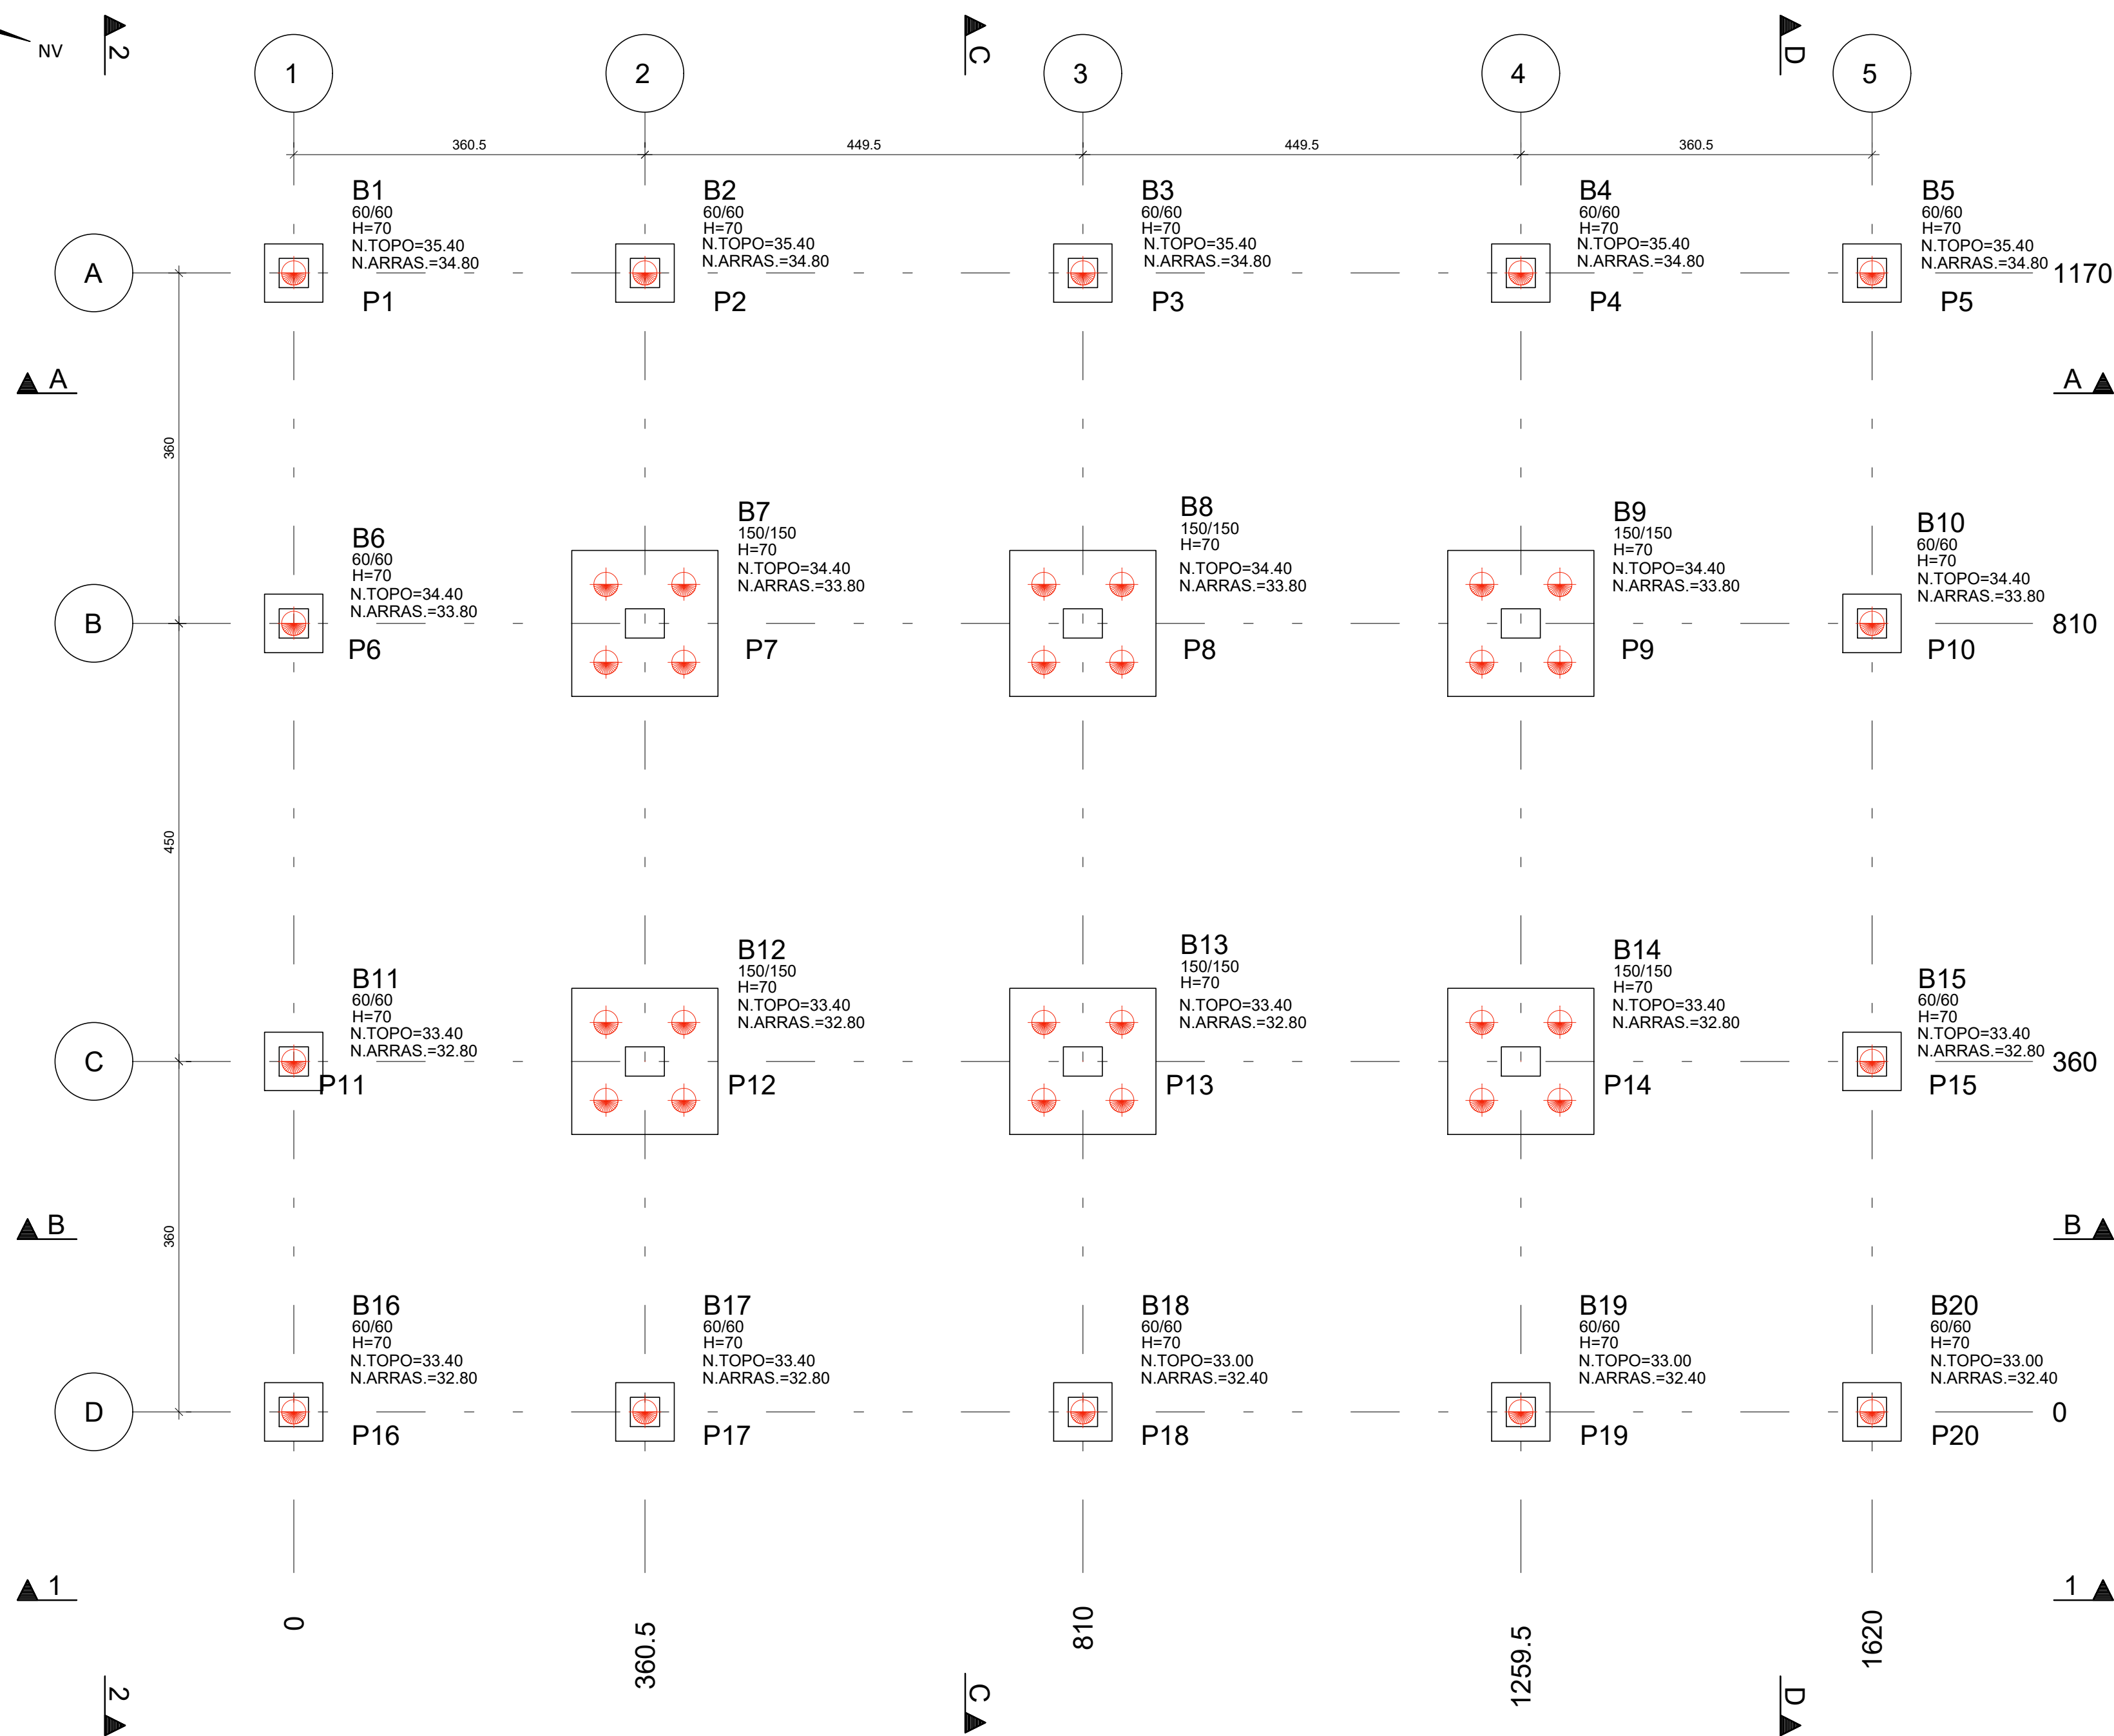 NV
2
C
D
1
2
3
4
5
360.5
449.5
449.5
360.5
B1
60/60
H=70
N.TOPO=35.40
N.ARRAS.=34.80
P1
B2
60/60
H=70
N.TOPO=35.40
N.ARRAS.=34.80
P2
B3
60/60
H=70
N.TOPO=35.40
N.ARRAS.=34.80
P3
B4
60/60
H=70
N.TOPO=35.40
N.ARRAS.=34.80
P4
B5
60/60
H=70
N.TOPO=35.40
N.ARRAS.=34.80
P5
A
1170
A
A
360
B6
60/60
H=70
N.TOPO=34.40
N.ARRAS.=33.80
P6
B7
150/150
H=70
N.TOPO=34.40
N.ARRAS.=33.80
P7
B8
150/150
H=70
N.TOPO=34.40
N.ARRAS.=33.80
P8
B9
150/150
H=70
N.TOPO=34.40
N.ARRAS.=33.80
P9
B10
60/60
H=70
N.TOPO=34.40
N.ARRAS.=33.80
P10
B
810
450
B11
60/60
H=70
N.TOPO=33.40
N.ARRAS.=32.80
P11
B12
150/150
H=70
N.TOPO=33.40
N.ARRAS.=32.80
P12
B13
150/150
H=70
N.TOPO=33.40
N.ARRAS.=32.80
P13
B14
150/150
H=70
N.TOPO=33.40
N.ARRAS.=32.80
P14
B15
60/60
H=70
N.TOPO=33.40
N.ARRAS.=32.80
P15
C
360
B
B
360
B16
60/60
H=70
N.TOPO=33.40
N.ARRAS.=32.80
P16
B17
60/60
H=70
N.TOPO=33.40
N.ARRAS.=32.80
P17
B18
60/60
H=70
N.TOPO=33.00
N.ARRAS.=32.40
P18
B19
60/60
H=70
N.TOPO=33.00
N.ARRAS.=32.40
P19
B20
60/60
H=70
N.TOPO=33.00
N.ARRAS.=32.40
P20
D
0
1
1
0
360.5
810
1259.5
1620
2
C
D